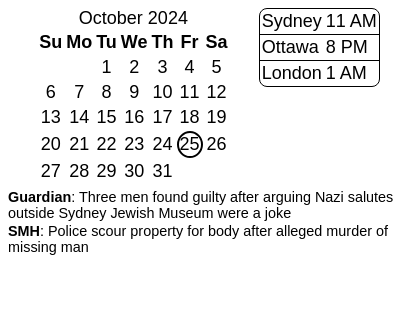 October 2024
Su Mo Tu We Th Fr Sa
1 2 3 4 5
6 7 8 9 10 11 12
13 14 15 16 17 18 19
20 21 22 23 24 25 26
27 28 29 30 31
Sydney 11 AM
Ottawa 8 PM
London 1 AM
Guardian: Three men found guilty after arguing Nazi salutes
outside Sydney Jewish Museum were a joke
SMH: Police scour property for body after alleged murder of
missing man